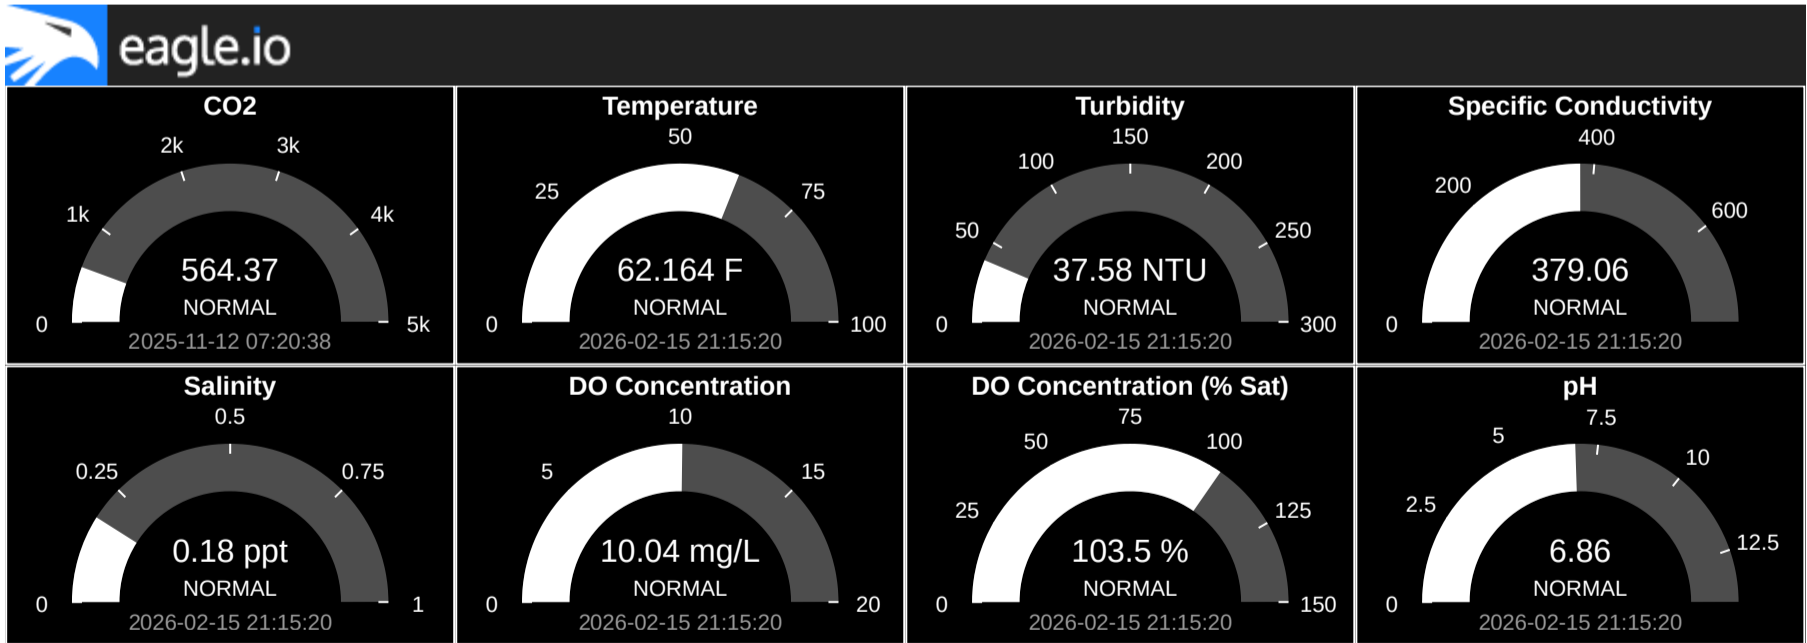 eagle.io
CO2
2k
3k
1k
4k
564.37
NORMAL
0
5k
2025-11-12 07:20:38
Temperature
50
25
75
62.164 F
NORMAL
0
100
2026-02-15 21:15:20
Turbidity
150
100
200
50
250
37.58 NTU
NORMAL
0
300
2026-02-15 21:15:20
Specific Conductivity
400
200
600
379.06
NORMAL
0
2026-02-15 21:15:20
Salinity
0.5
0.25
0.75
0.18 ppt
NORMAL
0
1
2026-02-15 21:15:20
DO Concentration
10
5
15
10.04 mg/L
NORMAL
0
20
2026-02-15 21:15:20
DO Concentration (% Sat)
75
50
100
25
125
103.5 %
NORMAL
0
150
2026-02-15 21:15:20
pH
7.5
5
10
2.5
12.5
6.86
NORMAL
0
2026-02-15 21:15:20